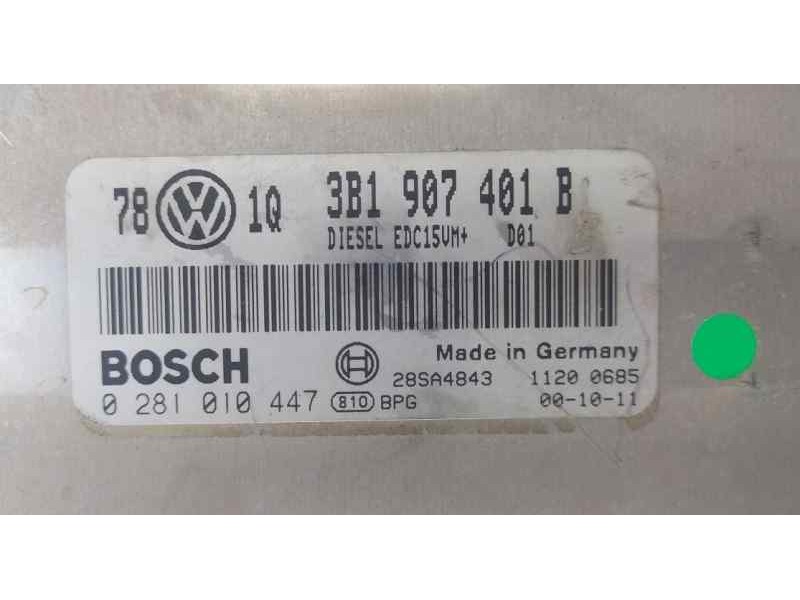 78 VW 1Q 3B1 907 401 B
DIESEL EDC15VM+ D01
BOSCH Made in Germany
28SA4843 1120 0685
0 281 010 447 810 BPG 00-10-11